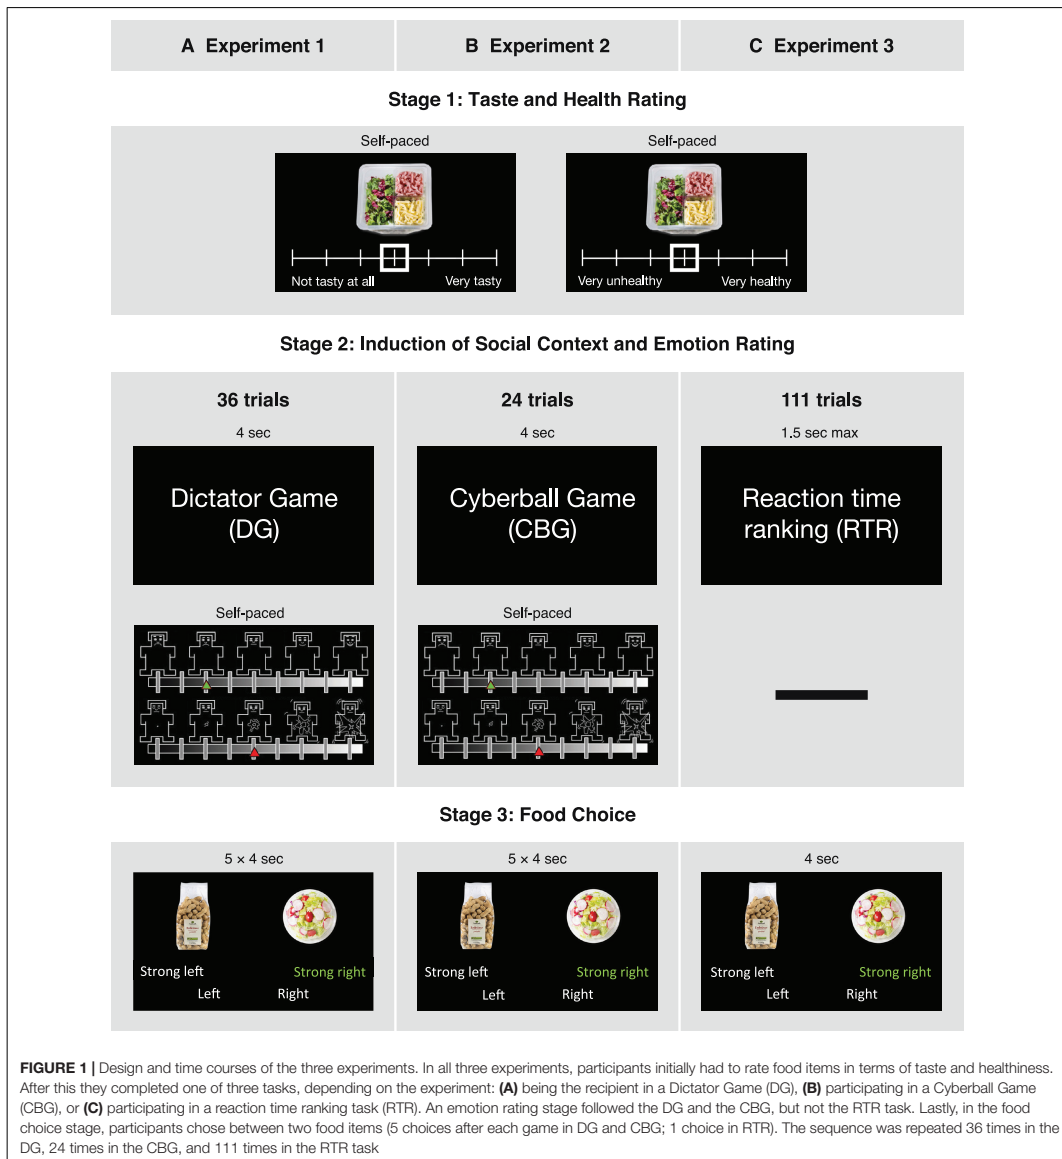 A Experiment 1
B Experiment 2
C Experiment 3
Stage 1: Taste and Health Rating
Self-paced
Self-paced
Not tasty at all
Very tasty
Very unhealthy
Very healthy
Stage 2: Induction of Social Context and Emotion Rating
36 trials
24 trials
111 trials
4 sec
4 sec
1.5 sec max
Dictator Game
(DG)
Cyberball Game
(CBG)
Reaction time
ranking (RTR)
Self-paced
Self-paced
Stage 3: Food Choice
5 × 4 sec
5 × 4 sec
4 sec
Strong left
Strong right
Left
Right
Strong left
Strong right
Left
Right
Strong left
Strong right
Left
Right
FIGURE 1 | Design and time courses of the three experiments. In all three experiments, participants initially had to rate food items in terms of taste and healthiness.
After this they completed one of three tasks, depending on the experiment: (A) being the recipient in a Dictator Game (DG), (B) participating in a Cyberball Game
(CBG), or (C) participating in a reaction time ranking task (RTR). An emotion rating stage followed the DG and the CBG, but not the RTR task. Lastly, in the food
choice stage, participants chose between two food items (5 choices after each game in DG and CBG; 1 choice in RTR). The sequence was repeated 36 times in the
DG, 24 times in the CBG, and 111 times in the RTR task